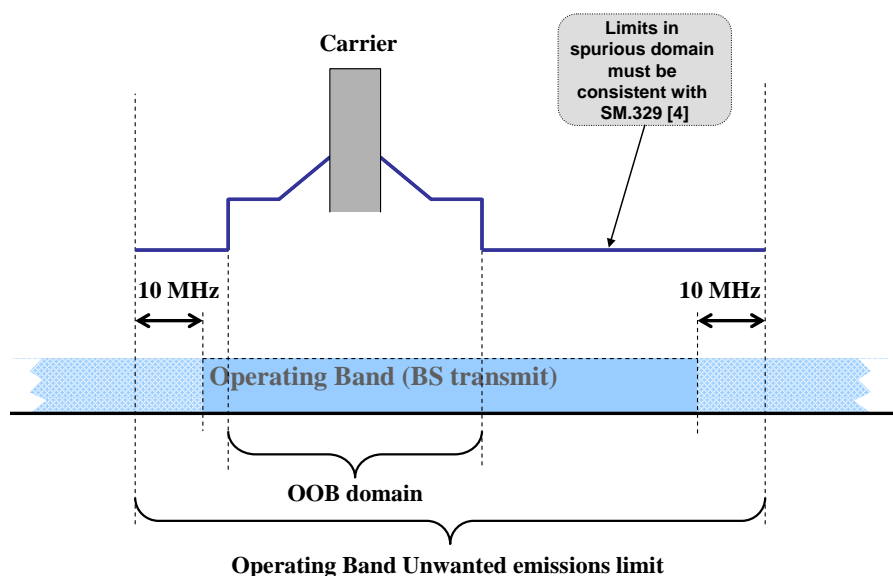 Carrier
Limits in
spurious domain
must be
consistent with
SM.329 [4]
10 MHz
10 MHz
Operating Band (BS transmit)
OOB domain
Operating Band Unwanted emissions limit